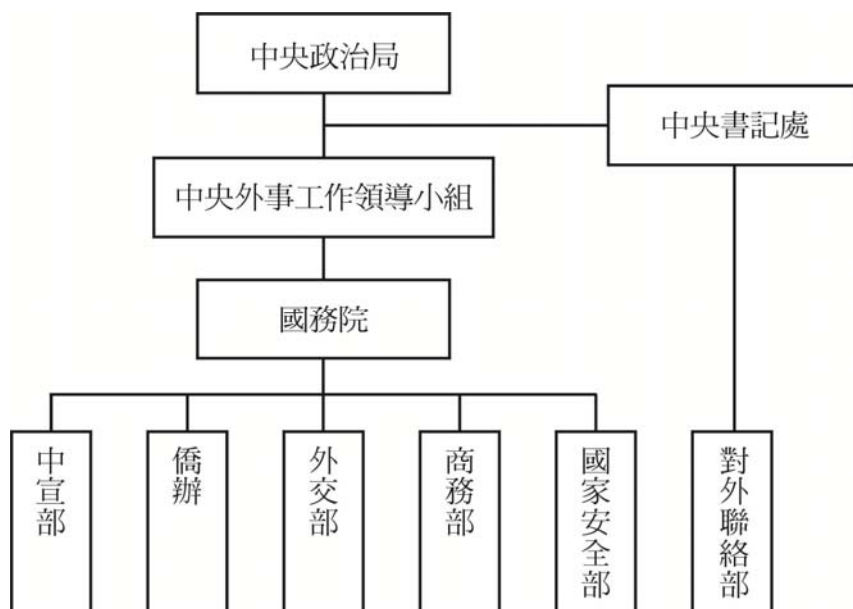 中央政治局
中央書記處
中央外事工作領導小組
國務院
中宣部
僑辦
外交部
商務部
國家安全部
對外聯絡部